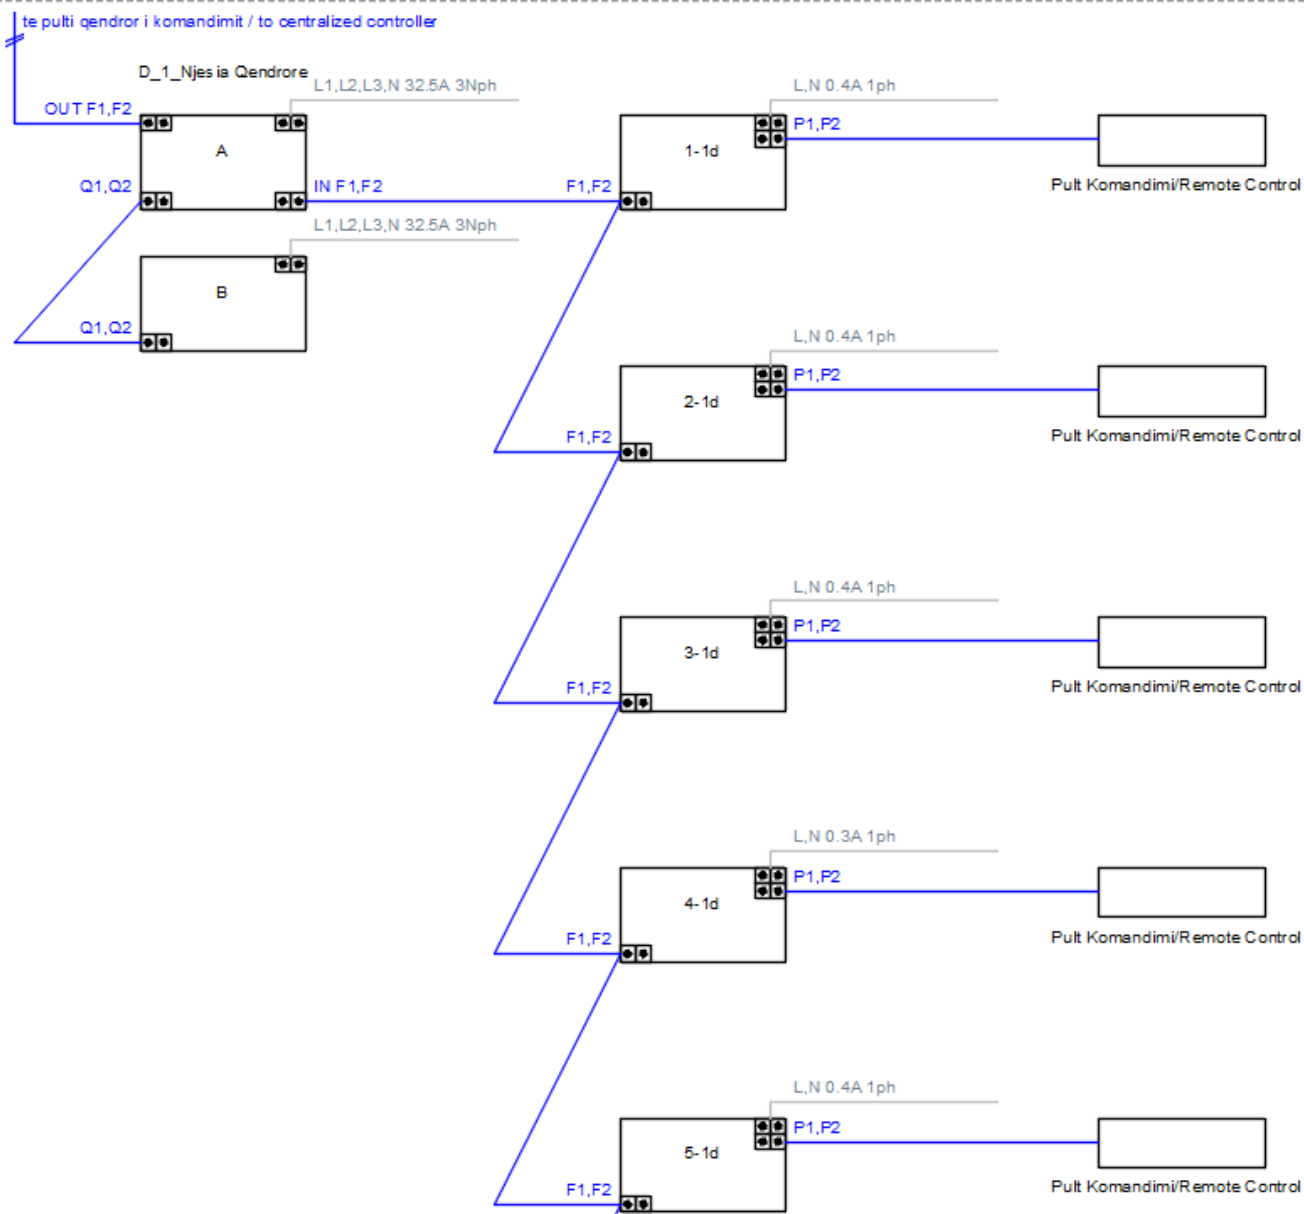 te pulti qendror i komandimit / to centralized controller
D_1_Njesia Qendrore
L1,L2,L3,N 32.5A 3Nph
L,N 0.4A 1ph
OUT F1,F2
P1,P2
A
1-1d
Q1,Q2
IN F1,F2
F1,F2
Pult Komandimi/Remote Control
L1,L2,L3,N 32.5A 3Nph
B
Q1,Q2
L,N 0.4A 1ph
P1,P2
2-1d
F1,F2
Pult Komandimi/Remote Control
L,N 0.4A 1ph
P1,P2
3-1d
F1,F2
Pult Komandimi/Remote Control
L,N 0.3A 1ph
P1,P2
4-1d
F1,F2
Pult Komandimi/Remote Control
L,N 0.4A 1ph
P1,P2
5-1d
F1,F2
Pult Komandimi/Remote Control